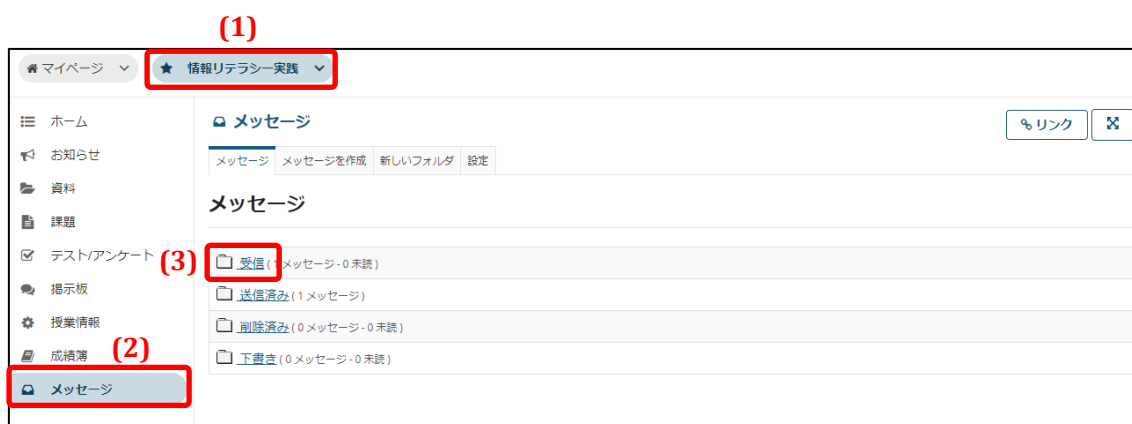 (1)
マイページ 情報リテラシー実践
ホーム
お知らせ
資料
課題
テスト/アンケート
掲示板
授業情報
成績簿
(2)
メッセージ
メッセージ
リンク
メッセージ メッセージを作成 新しいフォルダ 設定
メッセージ
(3)
受信 (1 メッセージ - 0 未読 )
送信済み ( 1 メッセージ )
削除済み ( 0 メッセージ - 0 未読 )
下書き ( 0 メッセージ - 0 未読 )